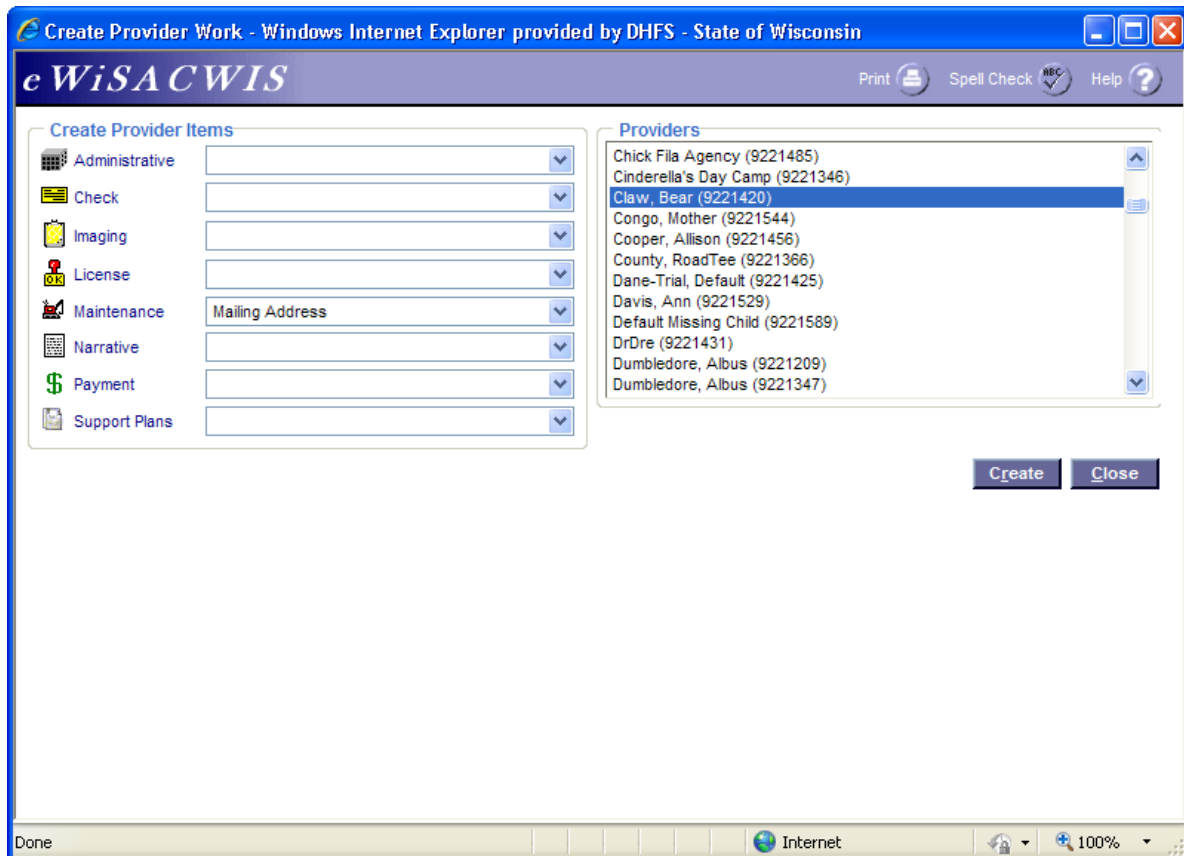 Create Provider Work - Windows Internet Explorer provided by DHFS - State of Wisconsin
eWiSACWIS
Print Spell Check ABC Help ?
Create Provider Items
Administrative
Check
Imaging
OK License
Maintenance Mailing Address
Narrative
$ Payment
Support Plans
Providers
Chick Fila Agency (9221485)
Cinderella's Day Camp (9221346)
Claw, Bear (9221420)
Congo, Mother (9221544)
Cooper, Allison (9221456)
County, RoadTee (9221366)
Dane-Trial, Default (9221425)
Davis, Ann (9221529)
Default Missing Child (9221589)
DrDre (9221431)
Dumbledore, Albus (9221209)
Dumbledore, Albus (9221347)
Create Close
Done Internet 100%